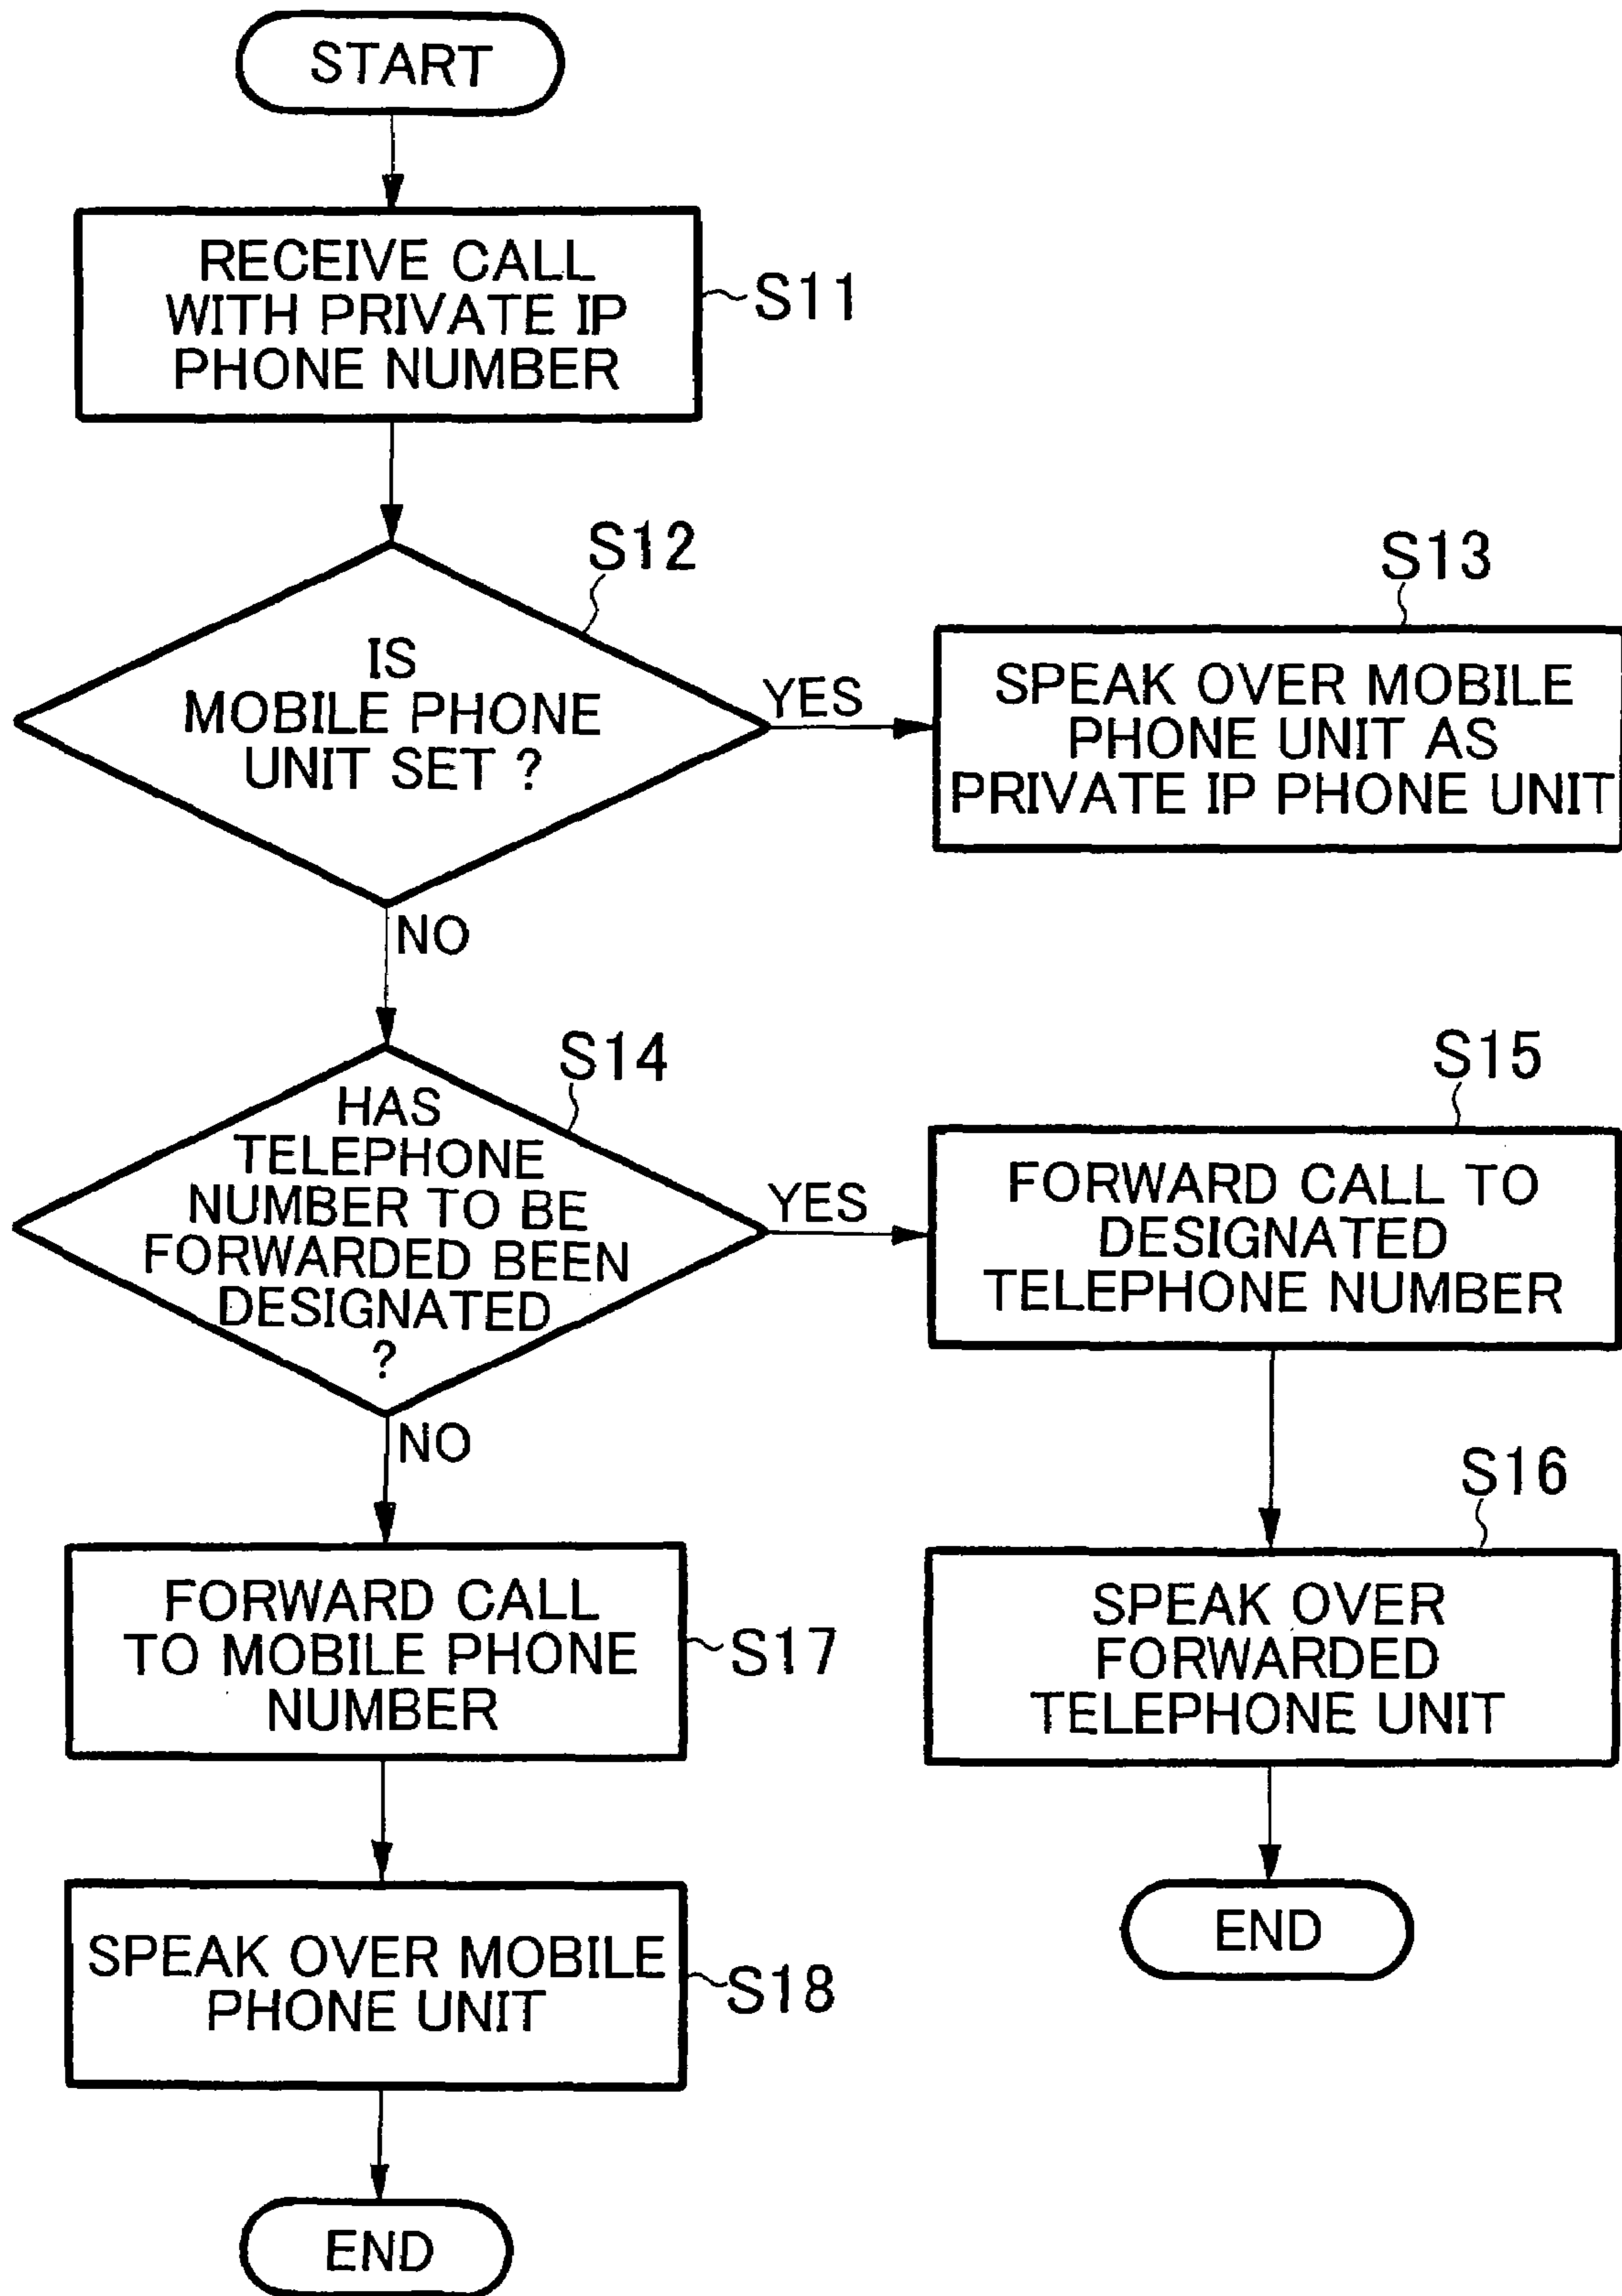 START
RECEIVE CALL
WITH PRIVATE IP
PHONE NUMBER
S11
S12
IS
MOBILE PHONE
UNIT SET ?
YES
S13
SPEAK OVER MOBILE
PHONE UNIT AS
PRIVATE IP PHONE UNIT
NO
S14
HAS
TELEPHONE
NUMBER TO BE
FORWARDED BEEN
DESIGNATED
?
YES
S15
FORWARD CALL TO
DESIGNATED
TELEPHONE NUMBER
S16
SPEAK OVER
FORWARDED
TELEPHONE UNIT
END
NO
FORWARD CALL
TO MOBILE PHONE
NUMBER
S17
SPEAK OVER MOBILE
PHONE UNIT
S18
END